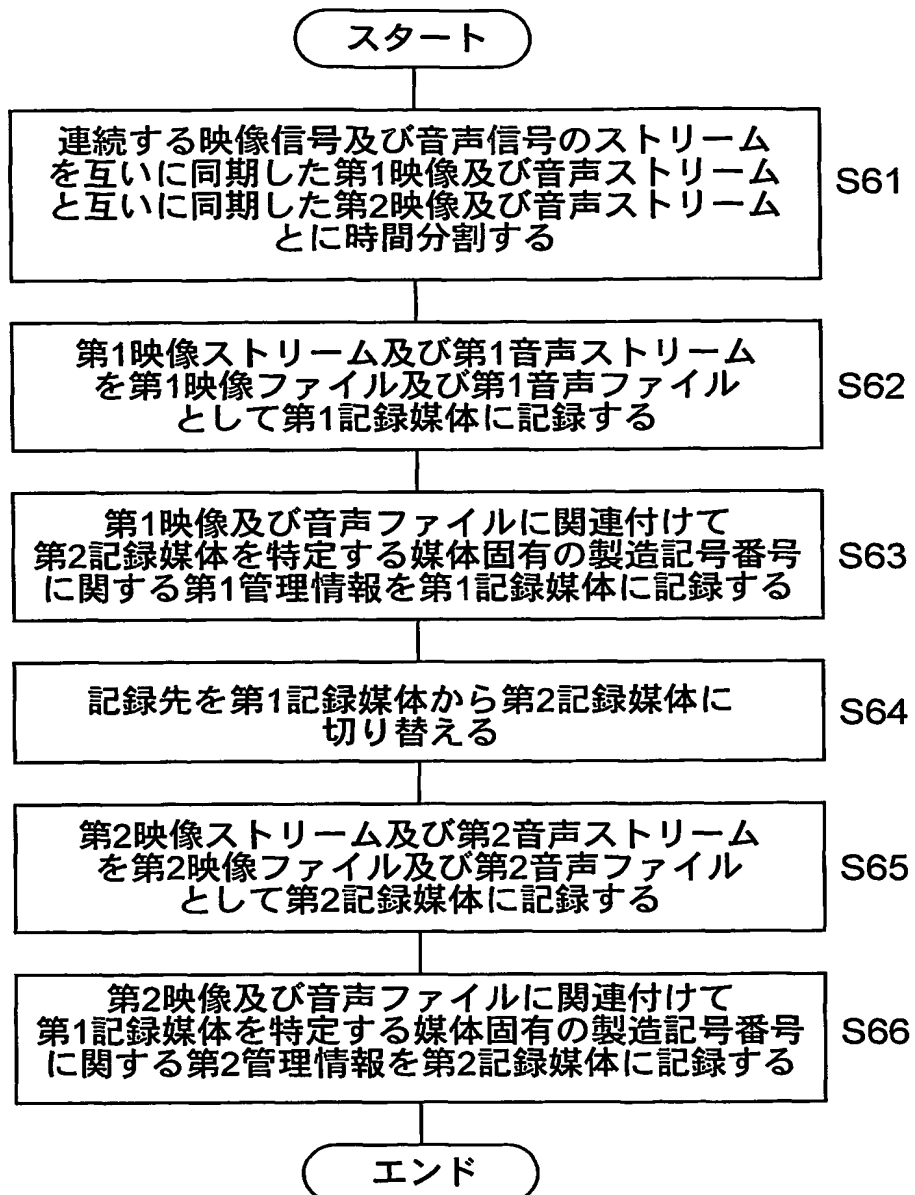 スタート
連続する映像信号及び音声信号のストリーム
を互いに同期した第1映像及び音声ストリーム
と互いに同期した第2映像及び音声ストリーム
とに時間分割する
S61
第1映像ストリーム及び第1音声ストリーム
を第1映像ファイル及び第1音声ファイル
として第1記録媒体に記録する
S62
第1映像及び音声ファイルに関連付けて
第2記録媒体を特定する媒体固有の製造記号番号
に関する第1管理情報を第1記録媒体に記録する
S63
記録先を第1記録媒体から第2記録媒体に
切り替える
S64
第2映像ストリーム及び第2音声ストリーム
を第2映像ファイル及び第2音声ファイル
として第2記録媒体に記録する
S65
第2映像及び音声ファイルに関連付けて
第1記録媒体を特定する媒体固有の製造記号番号
に関する第2管理情報を第2記録媒体に記録する
S66
エンド